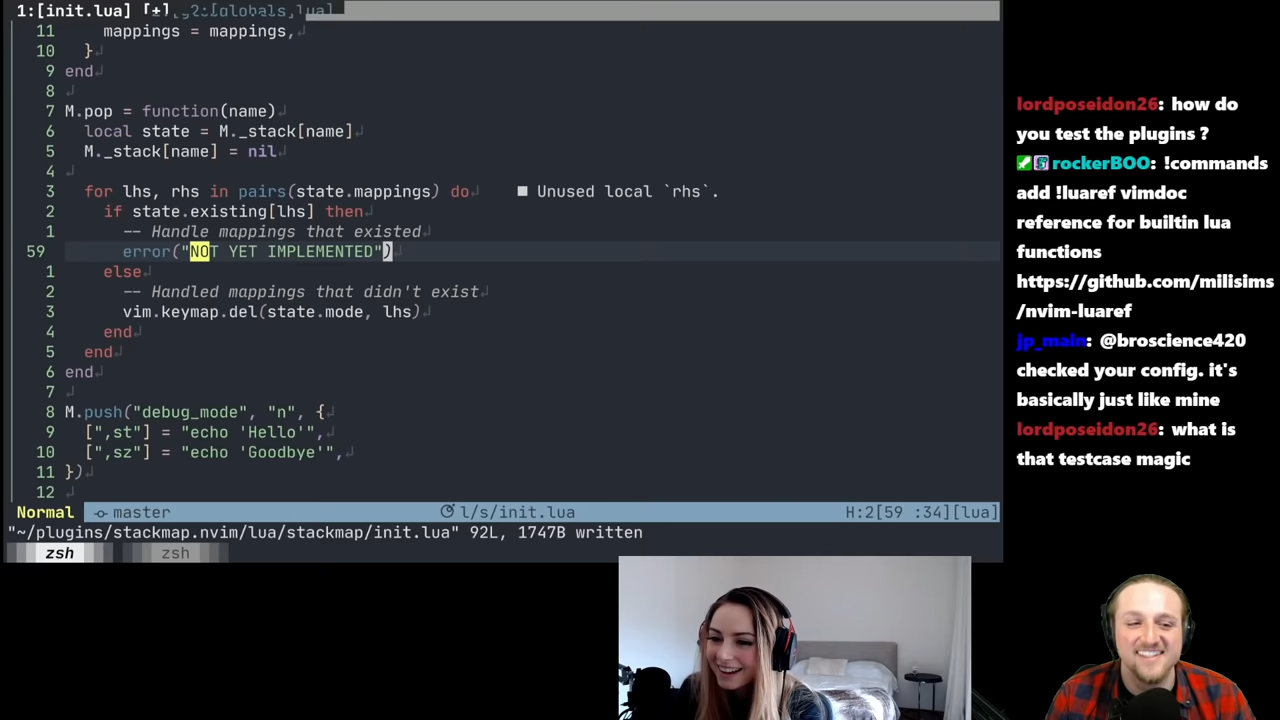 1:[init.lua] [+] 2:[globals.lua]
11 mappings = mappings,
10 }
9 end
8
7 M.pop = function(name)
6 local state = M._stack[name]
5 M._stack[name] = nil
4
3 for lhs, rhs in pairs(state.mappings) do ■ Unused local `rhs`.
2 if state.existing[lhs] then
1 -- Handle mappings that existed
59 error("NOT YET IMPLEMENTED")
1 else
2 -- Handled mappings that didn't exist
3 vim.keymap.del(state.mode, lhs)
4 end
5 end
6 end
7
8 M.push("debug_mode", "n", {
9 [",st"] = "echo 'Hello'",
10 [",sz"] = "echo 'Goodbye'",
11 })
12
Normal master l/s/init.lua H:2[59 :34][lua]
"~/plugins/stackmap.nvim/lua/stackmap/init.lua" 92L, 1747B written
zsh zsh
lordposeidon26: how do
you test the plugins ?
rockerBOO: !commands
add !luaref vimdoc
reference for builtin lua
functions
https://github.com/milisims
/nvim-luaref
jp_main: @broscience420
checked your config. it's
basically just like mine
lordposeidon26: what is
that testcase magic